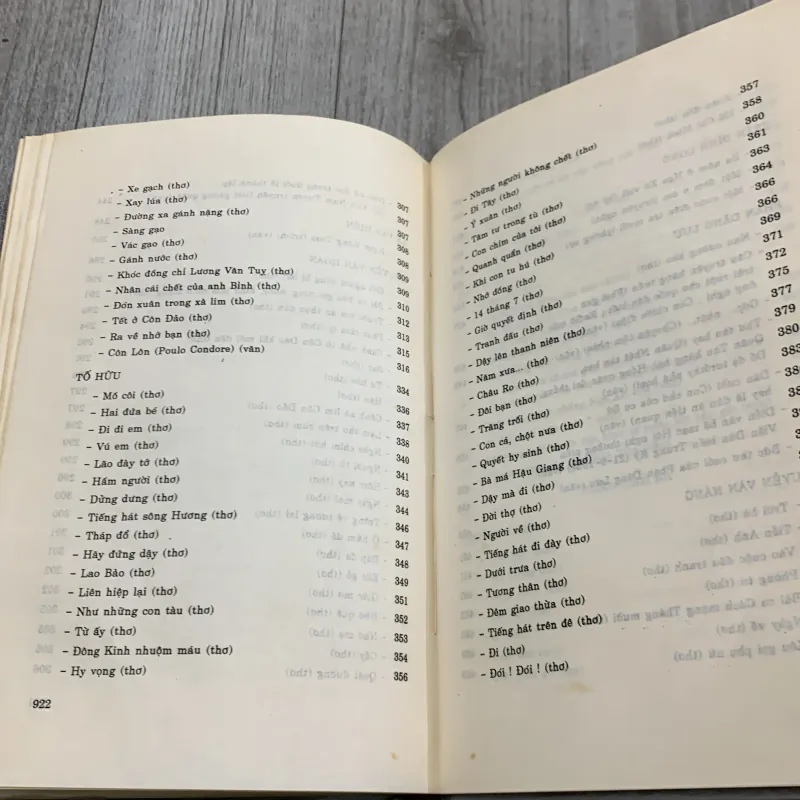 – Xe gạch (thơ) 307
– Xay lúa (thơ) 307
– Đường xa gánh nặng (thơ) 307
– Sàng gạo 308
– Vác gạo (thơ) 308
– Gánh nước (thơ) 309
– Khóc đồng chí Lương Văn Tuỵ (thơ) 309
– Nhân cái chết của anh Bỉnh (thơ) 310
– Đón xuân trong xà lim (thơ) 312
– Tết ở Côn Đảo (thơ) 313
– Ra về nhớ bạn (thơ) 315
– Côn Lôn (Poulo Condore) (văn) 316
TỐ HỮU 334
– Mồ côi (thơ) 336
– Hai đứa bé (thơ) 337
– Đi đi em (thơ) 338
– Vú em (thơ) 340
– Lão đầy tớ (thơ) 341
– Hầm người (thơ) 343
– Dửng dưng (thơ) 344
– Tiếng hát sông Hương (thơ) 346
– Tháp đổ (thơ) 347
– Hãy đứng dậy (thơ) 348
– Lao Bảo (thơ) 349
– Liên hiệp lại (thơ) 351
– Như những con tàu (thơ) 352
– Từ ấy (thơ) 353
– Đông Kinh nhuộm máu (thơ) 354
– Hy vọng (thơ) 356
922
– Những người không chết (thơ) 357
– Đi Tây (thơ) 358
– Ý xuân (thơ) 360
– Tâm tư trong tù (thơ) 361
– Con chim của tôi (thơ) 363
– Quanh quẩn (thơ) 364
– Khi con tu hú (thơ) 366
– Nhớ đồng (thơ) 366
– 14 tháng 7 (thơ) 369
– Giờ quyết định (thơ) 371
– Tranh đấu (thơ) 372
– Dậy lên thanh niên (thơ) 375
– Năm xưa... (thơ) 377
– Châu Ro (thơ) 379
– Đôi bạn (thơ) 380
– Trăng trối (thơ) 383
– Con cá, chột nưa (thơ)
– Quyết hy sinh (thơ)
– Bà má Hậu Giang (thơ)
– Dậy mà đi (thơ)
– Đời thợ (thơ)
– Người về (thơ)
– Tiếng hát đi đày (thơ)
– Dưới trưa (thơ)
– Tương thân (thơ)
– Đêm giao thừa (thơ)
– Tiếng hát trên đê (thơ)
– Đi (thơ)
– Đói ! Đói ! (thơ)